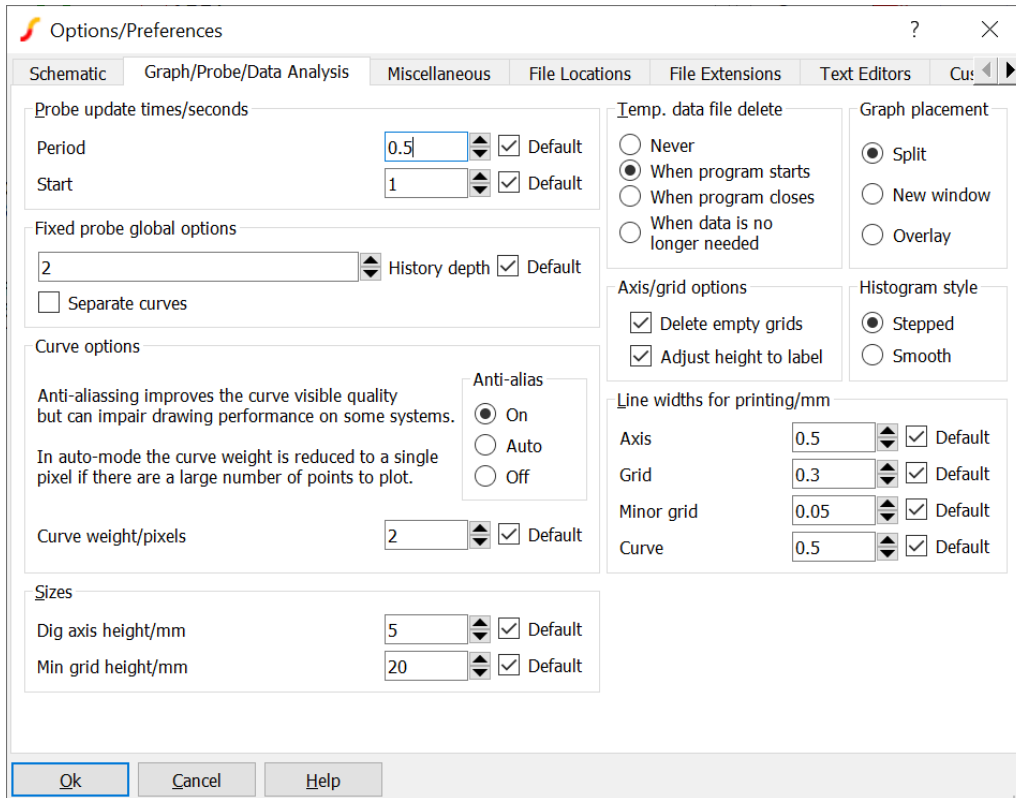 Options/Preferences ?
Schematic Graph/Probe/Data Analysis Miscellaneous File Locations File Extensions Text Editors Cus
Probe update times/seconds
Period 0.5 Default
Start 1 Default
Fixed probe global options
2 History depth Default
Separate curves
Curve options
Anti-aliassing improves the curve visible quality
but can impair drawing performance on some systems.
In auto-mode the curve weight is reduced to a single
pixel if there are a large number of points to plot.
Anti-alias
On
Auto
Off
Curve weight/pixels 2 Default
Sizes
Dig axis height/mm 5 Default
Min grid height/mm 20 Default
Temp. data file delete
Never
When program starts
When program closes
When data is no
longer needed
Graph placement
Split
New window
Overlay
Axis/grid options
Delete empty grids
Adjust height to label
Histogram style
Stepped
Smooth
Line widths for printing/mm
Axis 0.5 Default
Grid 0.3 Default
Minor grid 0.05 Default
Curve 0.5 Default
Ok Cancel Help